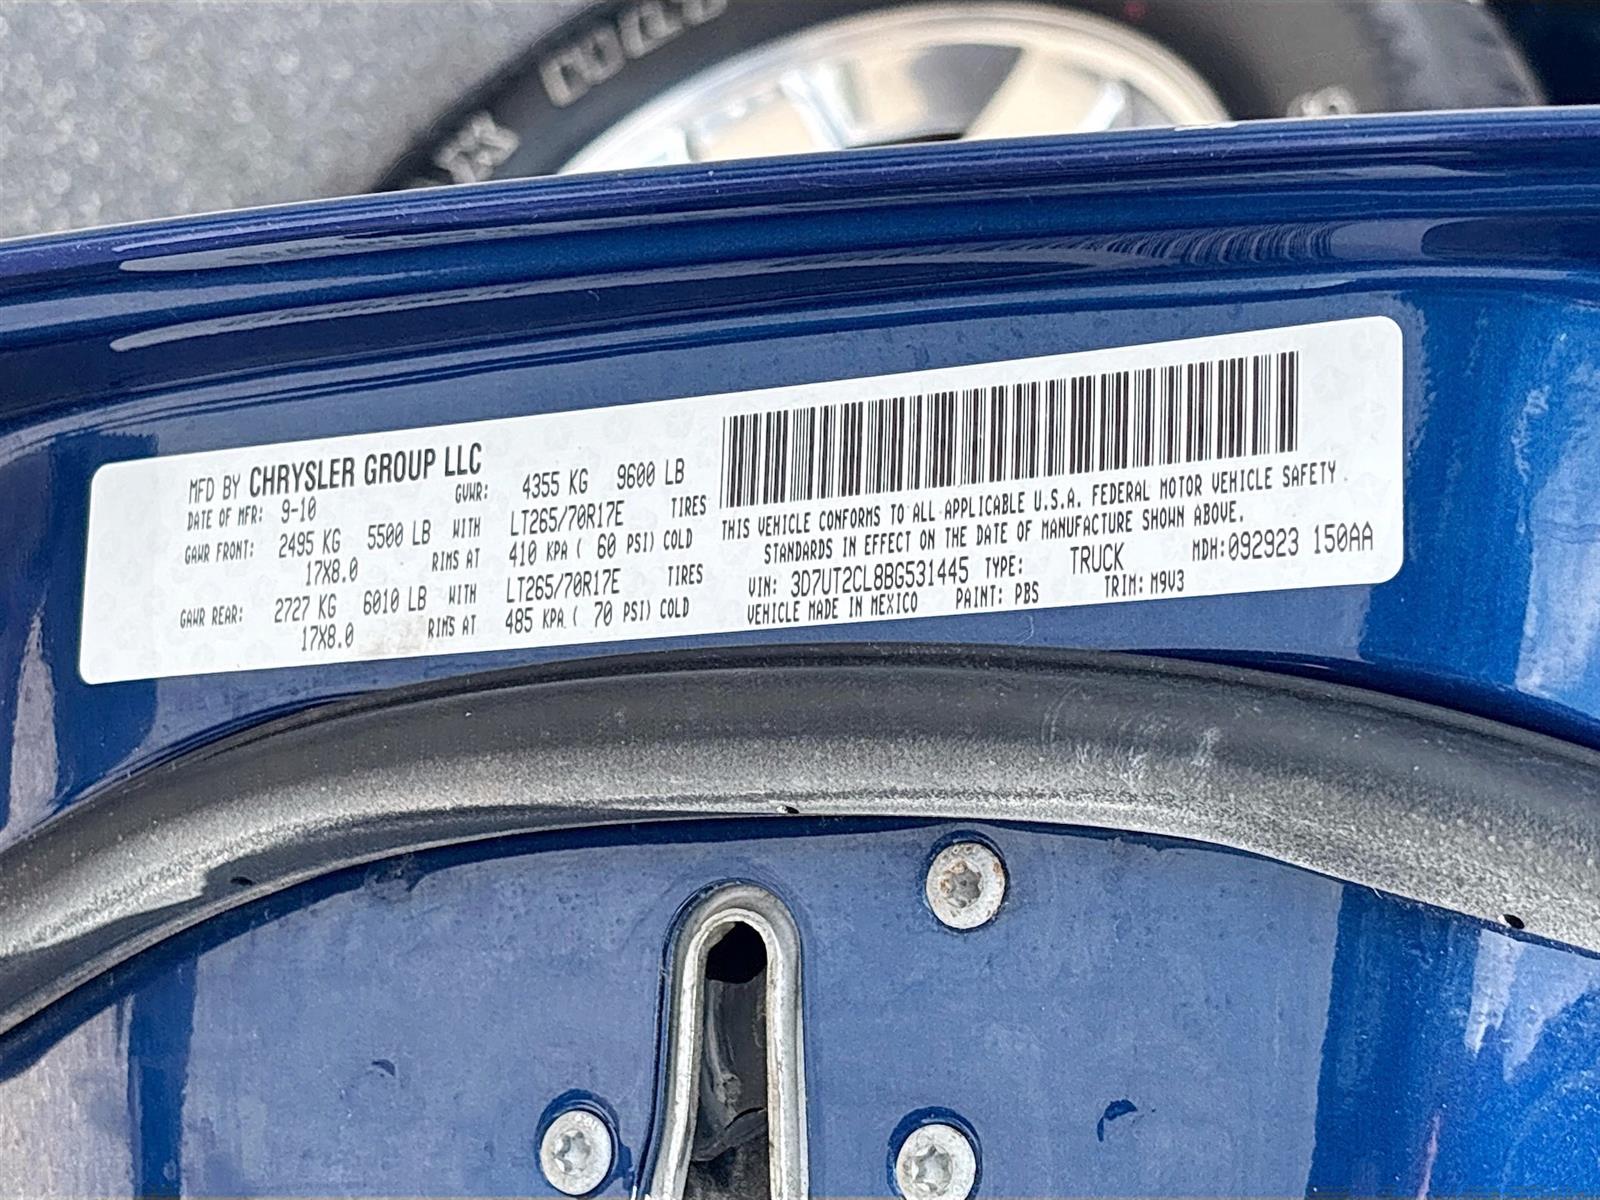 MFD BY CHRYSLER GROUP LLC
DATE OF MFR: 9-10 GVWR: 4355 KG 9600 LB
GAWR FRONT: 2495 KG 5500 LB WITH LT265/70R17E TIRES
17X8.0 RIMS AT 410 KPA ( 60 PSI) COLD
GAWR REAR: 2727 KG 6010 LB WITH LT265/70R17E TIRES
17X8.0 RIMS AT 485 KPA ( 70 PSI) COLD
THIS VEHICLE CONFORMS TO ALL APPLICABLE U.S.A. FEDERAL MOTOR VEHICLE SAFETY
STANDARDS IN EFFECT ON THE DATE OF MANUFACTURE SHOWN ABOVE.
VIN: 3D7UT2CL8BG531445 TYPE: TRUCK MDH:092923 150AA
VEHICLE MADE IN MEXICO PAINT: PBS TRIM: M9V3